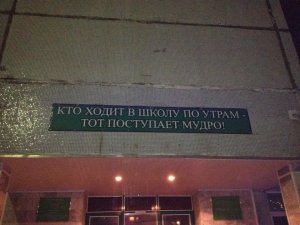 КТО ХОДИТ В ШКОЛУ ПО УТРАМ -
ТОТ ПОСТУПАЕТ МУДРО!